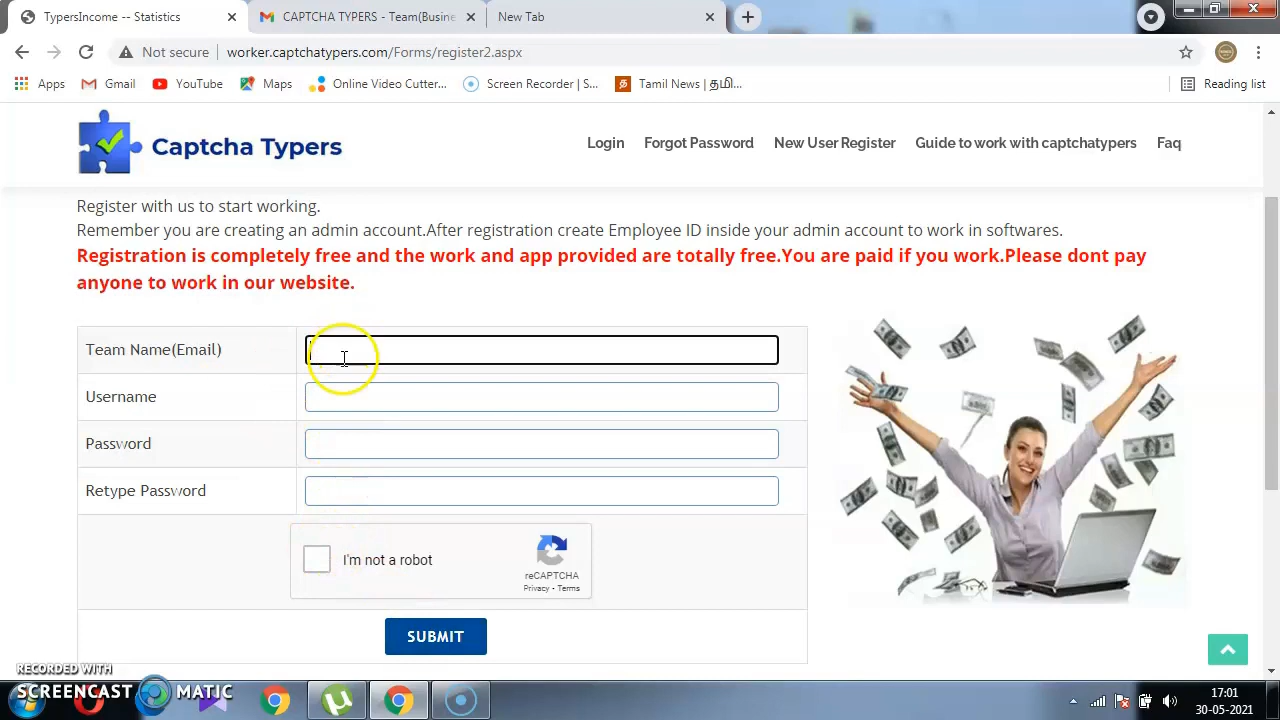 TypersIncome -- Statistics
CAPTCHA TYPERS - Team(Busine
New Tab
Not secure
worker.captchatypers.com/Forms/register2.aspx
Apps
Gmail
YouTube
Maps
Online Video Cutter...
Screen Recorder | S...
Tamil News | தமி...
Reading list
Captcha Typers
Login
Forgot Password
New User Register
Guide to work with captchatypers
Faq
Register with us to start working.
Remember you are creating an admin account.After registration create Employee ID inside your admin account to work in softwares.
Registration is completely free and the work and app provided are totally free.You are paid if you work.Please dont pay
anyone to work in our website.
Team Name(Email)
Username
Password
Retype Password
I'm not a robot
reCAPTCHA
Privacy - Terms
SUBMIT
RECORDED WITH
SCREENCAST MATIC
17:01
30-05-2021